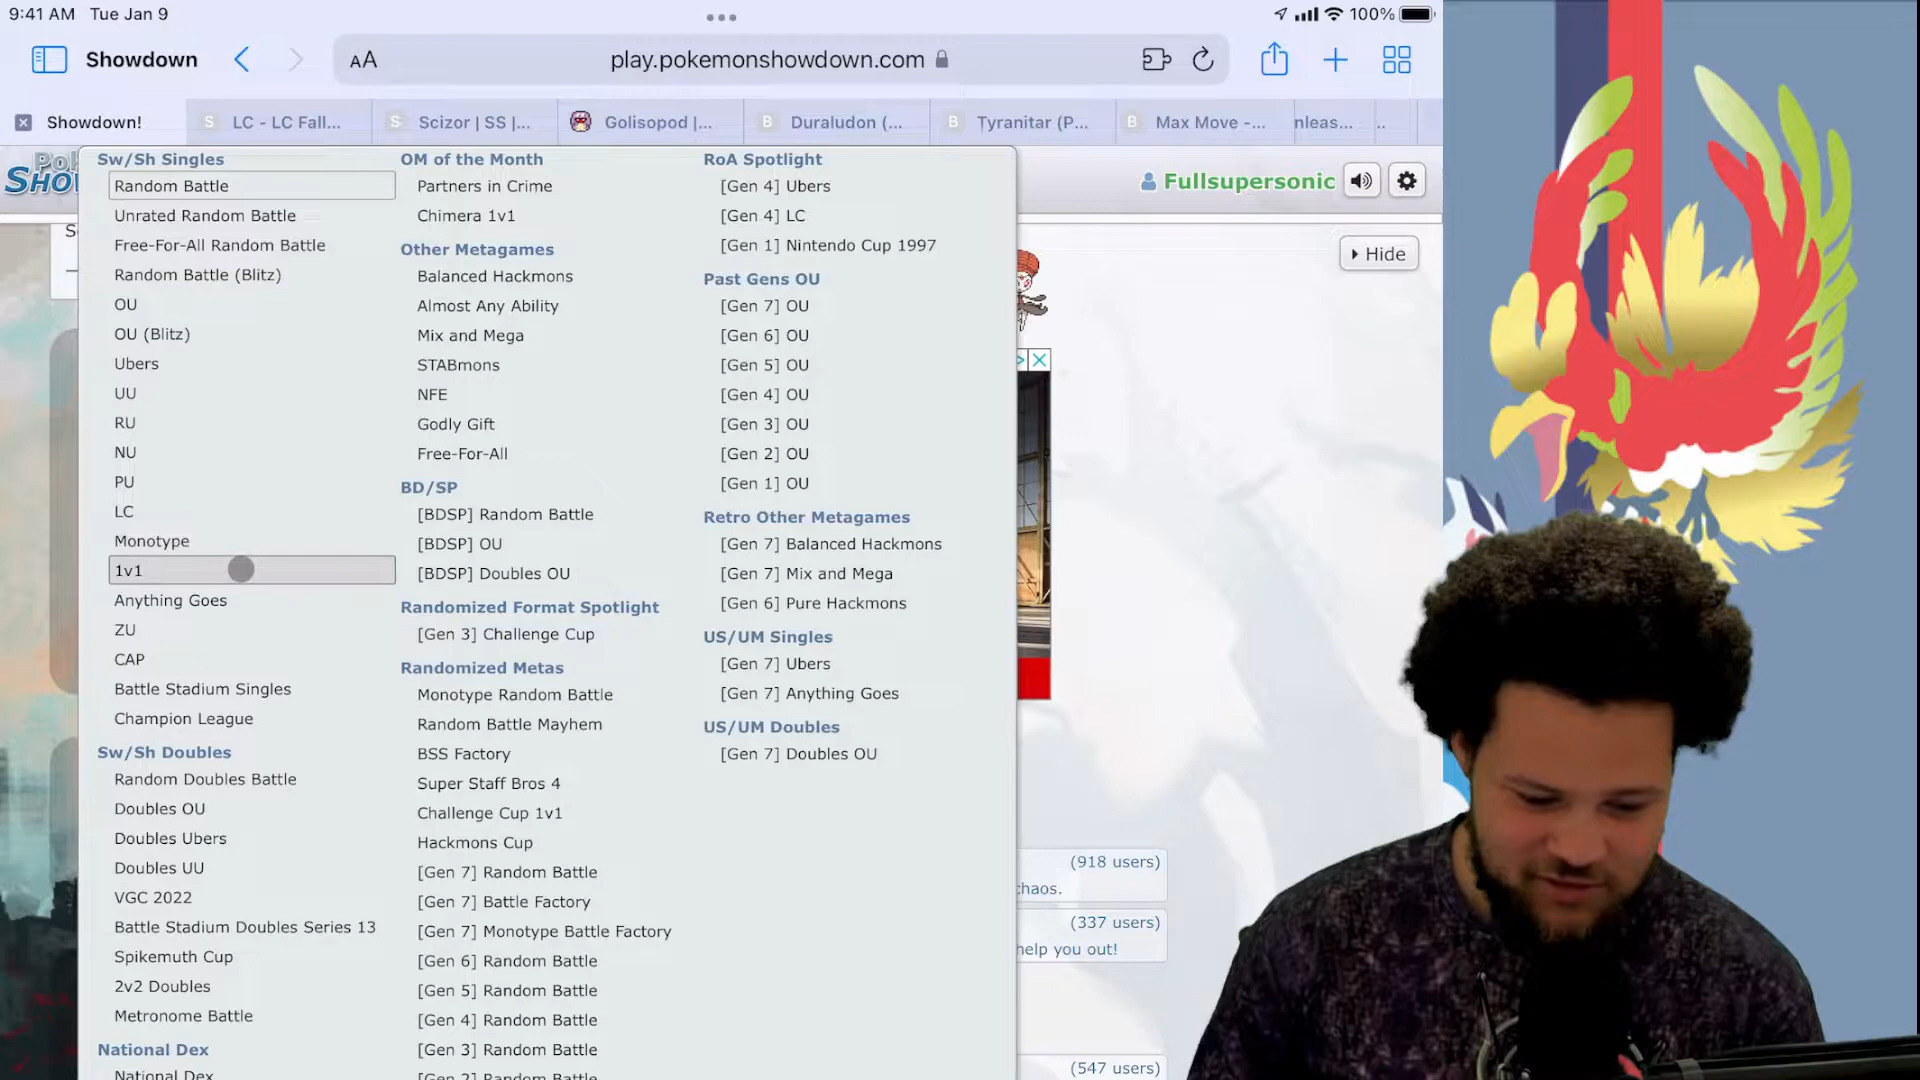 9:41 AM Tue Jan 9
100%
Showdown
AA
play.pokemonshowdown.com
Showdown!
S LC - LC Fall...
S Scizor | SS |...
Golisopod |...
B Duraludon (...
B Tyranitar (P...
B Max Move -...
nleas...
..
Fullsupersonic
Hide
Sw/Sh Singles
Random Battle
Unrated Random Battle
Free-For-All Random Battle
Random Battle (Blitz)
OU
OU (Blitz)
Ubers
UU
RU
NU
PU
LC
Monotype
1v1
Anything Goes
ZU
CAP
Battle Stadium Singles
Champion League
Sw/Sh Doubles
Random Doubles Battle
Doubles OU
Doubles Ubers
Doubles UU
VGC 2022
Battle Stadium Doubles Series 13
Spikemuth Cup
2v2 Doubles
Metronome Battle
National Dex
National Dex
OM of the Month
Partners in Crime
Chimera 1v1
Other Metagames
Balanced Hackmons
Almost Any Ability
Mix and Mega
STABmons
NFE
Godly Gift
Free-For-All
BD/SP
[BDSP] Random Battle
[BDSP] OU
[BDSP] Doubles OU
Randomized Format Spotlight
[Gen 3] Challenge Cup
Randomized Metas
Monotype Random Battle
Random Battle Mayhem
BSS Factory
Super Staff Bros 4
Challenge Cup 1v1
Hackmons Cup
[Gen 7] Random Battle
[Gen 7] Battle Factory
[Gen 7] Monotype Battle Factory
[Gen 6] Random Battle
[Gen 5] Random Battle
[Gen 4] Random Battle
[Gen 3] Random Battle
[Gen 2] Random Battle
RoA Spotlight
[Gen 4] Ubers
[Gen 4] LC
[Gen 1] Nintendo Cup 1997
Past Gens OU
[Gen 7] OU
[Gen 6] OU
[Gen 5] OU
[Gen 4] OU
[Gen 3] OU
[Gen 2] OU
[Gen 1] OU
Retro Other Metagames
[Gen 7] Balanced Hackmons
[Gen 7] Mix and Mega
[Gen 6] Pure Hackmons
US/UM Singles
[Gen 7] Ubers
[Gen 7] Anything Goes
US/UM Doubles
[Gen 7] Doubles OU
(918 users)
chaos.
(337 users)
help you out!
(547 users)